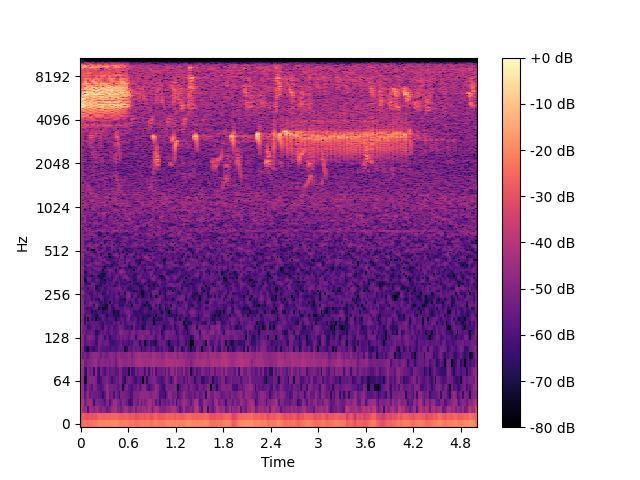 8192
4096
2048
1024
512
256
128
64
0
Hz
0 0.6 1.2 1.8 2.4 3 3.6 4.2 4.8
Time
+0 dB
-10 dB
-20 dB
-30 dB
-40 dB
-50 dB
-60 dB
-70 dB
-80 dB